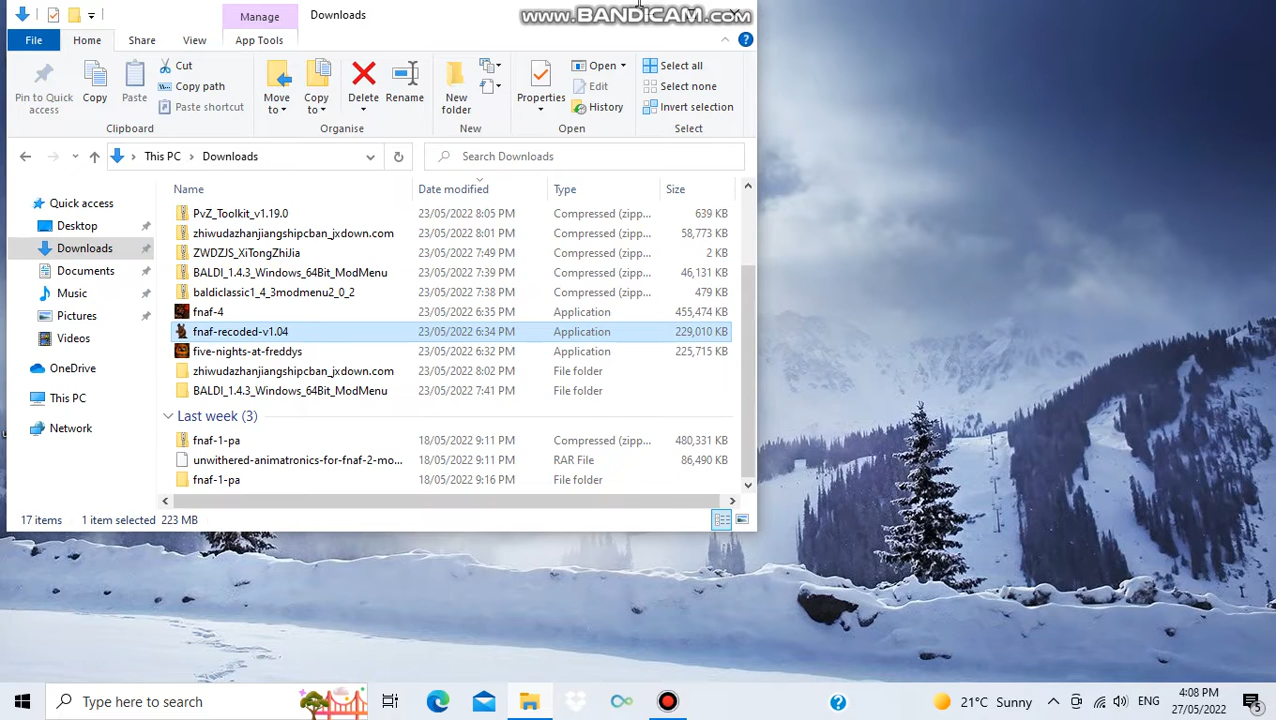 Manage
Downloads
www.BANDICAM.com
File
Home
Share
View
App Tools
Pin to Quick access
Copy
Paste
Cut
Copy path
Paste shortcut
Clipboard
Move to
Copy to
Delete
Rename
Organise
New folder
New
Properties
Open
Edit
History
Open
Select all
Select none
Invert selection
Select
This PC
Downloads
Search Downloads
Quick access
Desktop
Downloads
Documents
Music
Pictures
Videos
OneDrive
This PC
Network
Name Date modified Type Size
PvZ_Toolkit_v1.19.0 23/05/2022 8:05 PM Compressed (zipp... 639 KB
zhiwudazhanjiangshipcban_jxdown.com 23/05/2022 8:01 PM Compressed (zipp... 58,773 KB
ZWDZJS_XiTongZhiJia 23/05/2022 7:49 PM Compressed (zipp... 2 KB
BALDI_1.4.3_Windows_64Bit_ModMenu 23/05/2022 7:39 PM Compressed (zipp... 46,131 KB
baldiclassic1_4_3modmenu2_0_2 23/05/2022 7:38 PM Compressed (zipp... 479 KB
fnaf-4 23/05/2022 6:35 PM Application 455,474 KB
fnaf-recoded-v1.04 23/05/2022 6:34 PM Application 229,010 KB
five-nights-at-freddys 23/05/2022 6:32 PM Application 225,715 KB
zhiwudazhanjiangshipcban_jxdown.com 23/05/2022 8:02 PM File folder
BALDI_1.4.3_Windows_64Bit_ModMenu 23/05/2022 7:41 PM File folder
Last week (3)
fnaf-1-pa 18/05/2022 9:11 PM Compressed (zipp... 480,331 KB
unwithered-animatronics-for-fnaf-2-mo... 18/05/2022 9:11 PM RAR File 86,490 KB
fnaf-1-pa 18/05/2022 9:16 PM File folder
17 items 1 item selected 223 MB
Type here to search
21°C Sunny
ENG
4:08 PM
27/05/2022
5